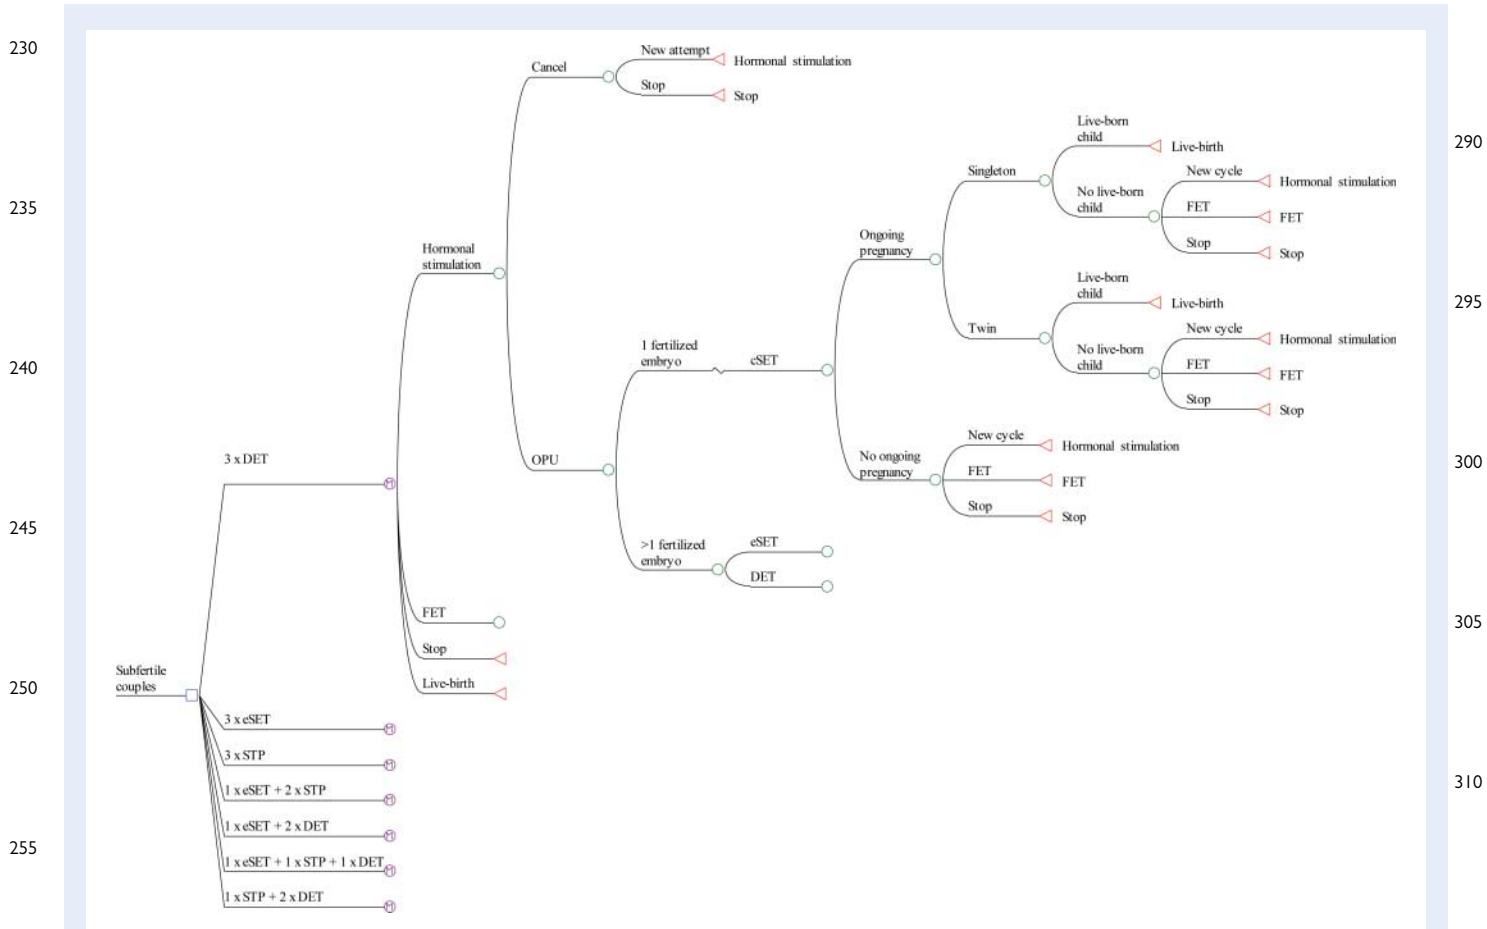 230
235
240
245
250
255
New attempt
Cancel
Hormonal stimulation
Stop
Stop
Live-born
child
Live-birth
Singleton
New cycle
No live-born
child
Hormonal stimulation
FET
FET
Stop
Stop
Ongoing
pregnancy
Hormonal
stimulation
Live-born
child
Live-birth
Twin
New cycle
No live-born
child
Hormonal stimulation
FET
FET
Stop
Stop
1 fertilized
embryo
cSET
New cycle
Hormonal stimulation
No ongoing
pregnancy
FET
FET
Stop
Stop
OPU
3 x DET
M
>1 fertilized
embryo
eSET
DET
FET
Stop
Live-birth
Subfertile
couples
3 x eSET
M
3 x STP
M
1 x eSET + 2 x STP
M
1 x eSET + 2 x DET
M
1 x eSET + 1 x STP + 1 x DET
M
1 x STP + 2 x DET
M
290
295
300
305
310